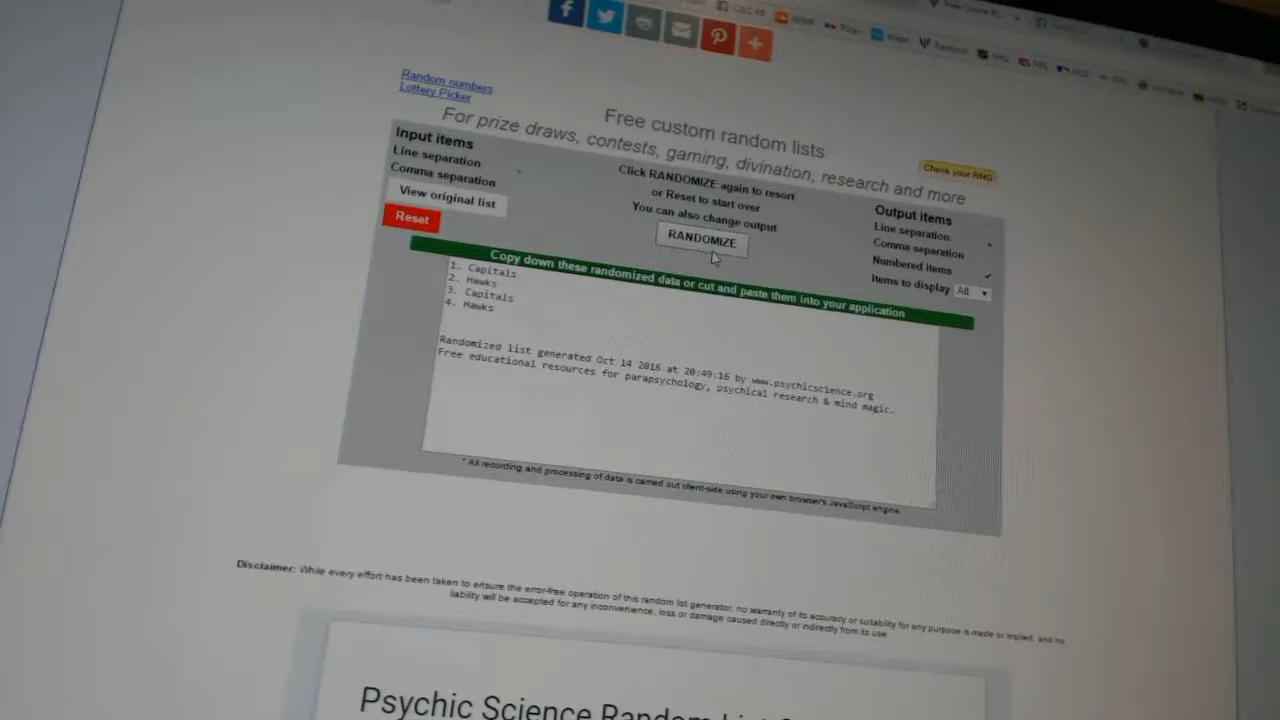 Random numbers
Lottery Picker
Free custom random lists
For prize draws, contests, gaming, divination, research and more
Check your RNG
Input items
Line separation
Comma separation
View original list
Reset
Click RANDOMIZE again to resort
or Reset to start over
You can also change output
RANDOMIZE
Output items
Line separation
Comma separation
Numbered items
Items to display All
Copy down these randomized data or cut and paste them into your application
1. Capitals
2. Hawks
3. Capitals
4. Hawks
Randomized list generated Oct 14 2016 at 20:49:16 by www.psychicscience.org
Free educational resources for parapsychology, psychical research & mind magic.
* All recording and processing of data is carried out client-side using your own browser's JavaScript engine
Disclaimer: While every effort has been taken to ensure the error-free operation of this random list generator, no warranty of its accuracy or suitability for any purpose is made or implied, and no
liability will be accepted for any inconvenience, loss or damage caused directly or indirectly from its use
Psychic Science Random List